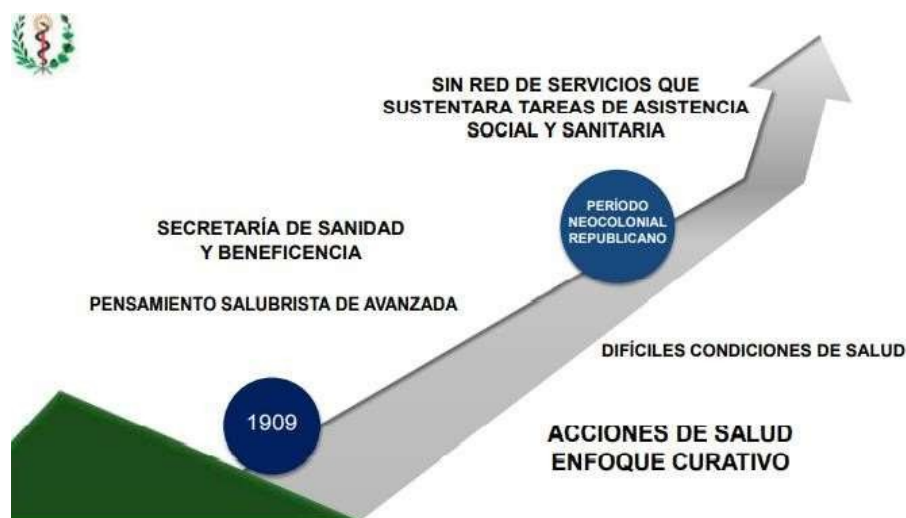 SIN RED DE SERVICIOS QUE
SUSTENTARA TAREAS DE ASISTENCIA
SOCIAL Y SANITARIA
PERÍODO
NEOCOLONIAL
REPUBLICANO
SECRETARÍA DE SANIDAD
Y BENEFICENCIA
PENSAMIENTO SALUBRISTA DE AVANZADA
DIFÍCILES CONDICIONES DE SALUD
1909
ACCIONES DE SALUD
ENFOQUE CURATIVO